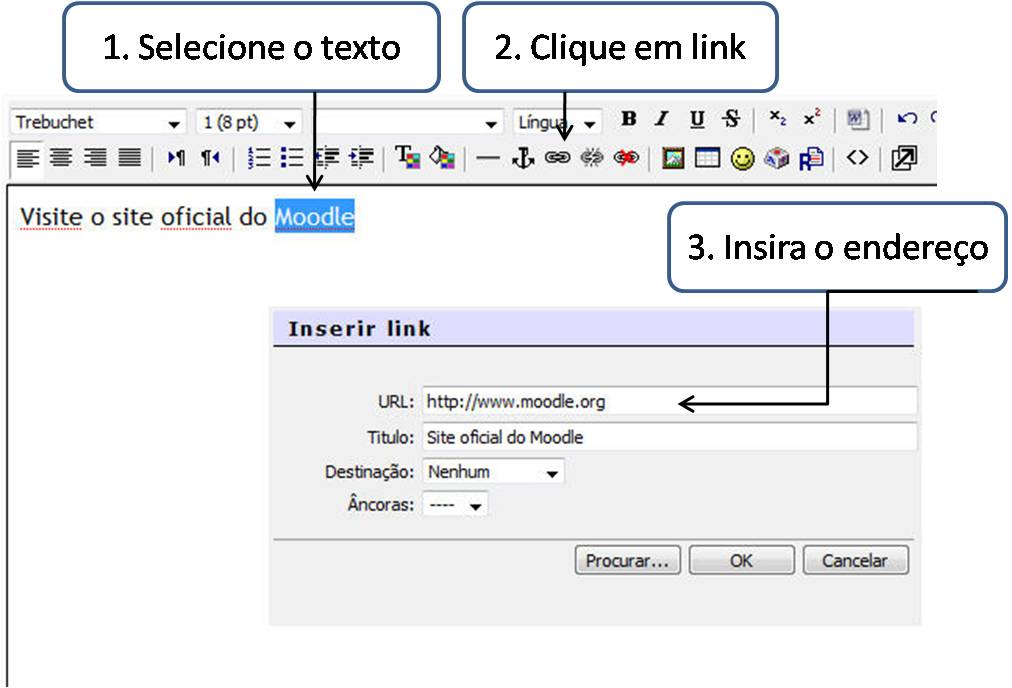 1. Selecione o texto
2. Clique em link
Trebuchet 1 (8 pt) Língua B I U S x₂ x²
Visite o site oficial do Moodle
3. Insira o endereço
Inserir link
URL: http://www.moodle.org
Titulo: Site oficial do Moodle
Destinação: Nenhum
Âncoras: ----
Procurar... OK Cancelar